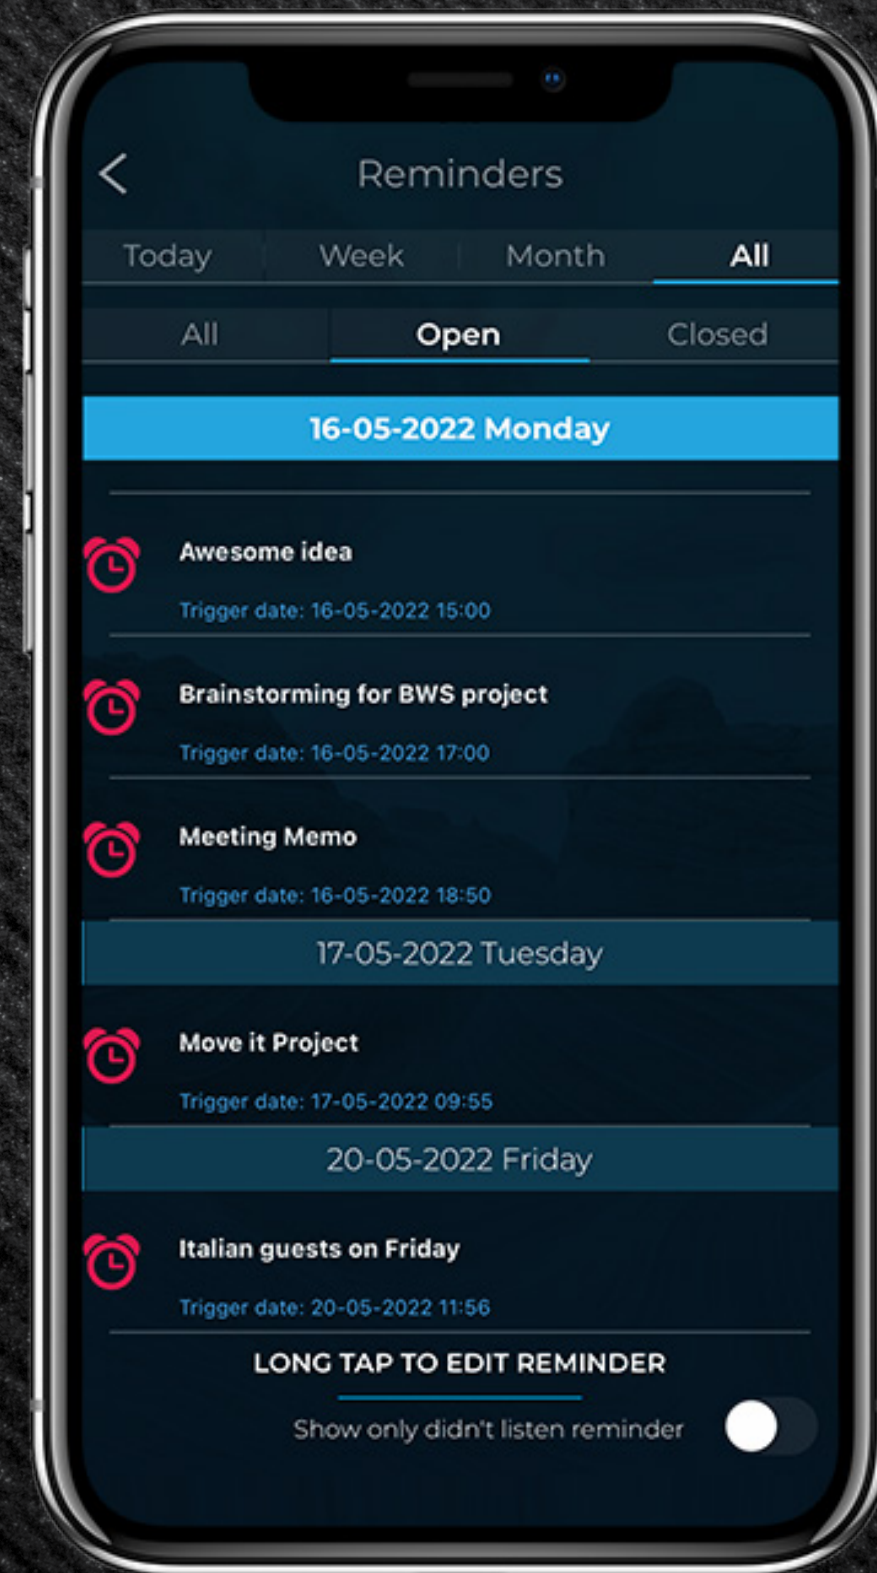 Reminders
Today Week Month All
All Open Closed
16-05-2022 Monday
Awesome idea
Trigger date: 16-05-2022 15:00
Brainstorming for BWS project
Trigger date: 16-05-2022 17:00
Meeting Memo
Trigger date: 16-05-2022 18:50
17-05-2022 Tuesday
Move it Project
Trigger date: 17-05-2022 09:55
20-05-2022 Friday
Italian guests on Friday
Trigger date: 20-05-2022 11:56
LONG TAP TO EDIT REMINDER
Show only didn't listen reminder